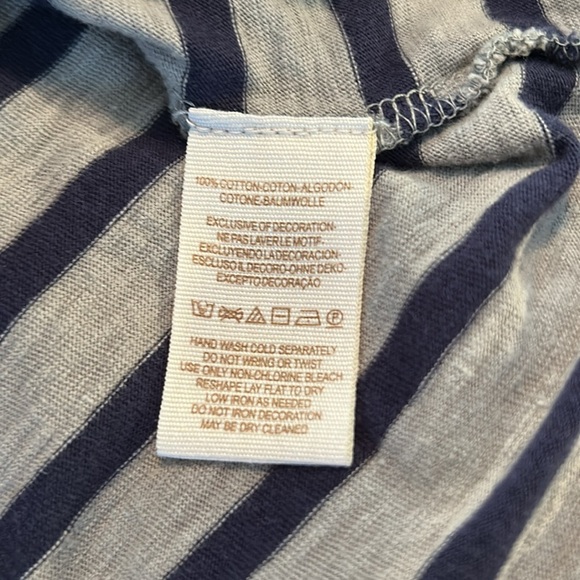 100% COTTON-COTON-ALGODÓN-
COTONE-BAUMWOLLE
EXCLUSIVE OF DECORATION-
NE PAS LAVER LE MOTIF.
EXCLUYENDO LA DECORACION-
ESCLUSO IL DECORO-OHNE DEKO-
EXCEPTO DECORAÇÃO
P
HAND WASH COLD SEPARATELY
DO NOT WRING OR TWIST
USE ONLY NON-CHLORINE BLEACH
RESHAPE LAY FLAT TO DRY
LOW IRON AS NEEDED
DO NOT IRON DECORATION
MAY BE DRY CLEANED